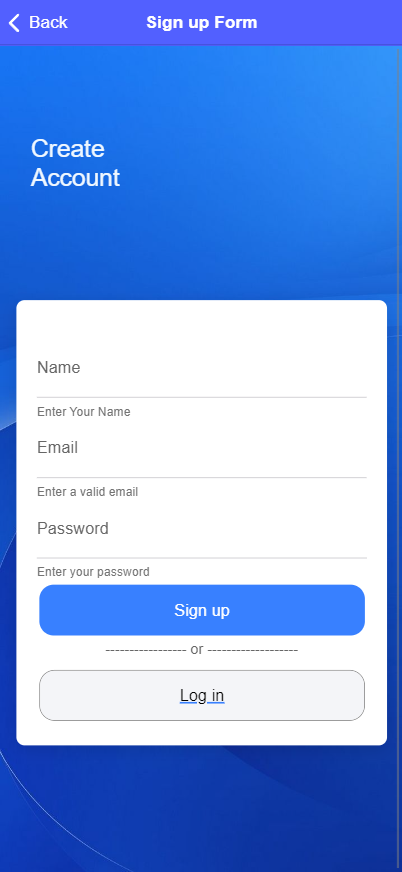 Back
Sign up Form
Create
Account
Name
Enter Your Name
Email
Enter a valid email
Password
Enter your password
Sign up
----------------- or -------------------
Log in